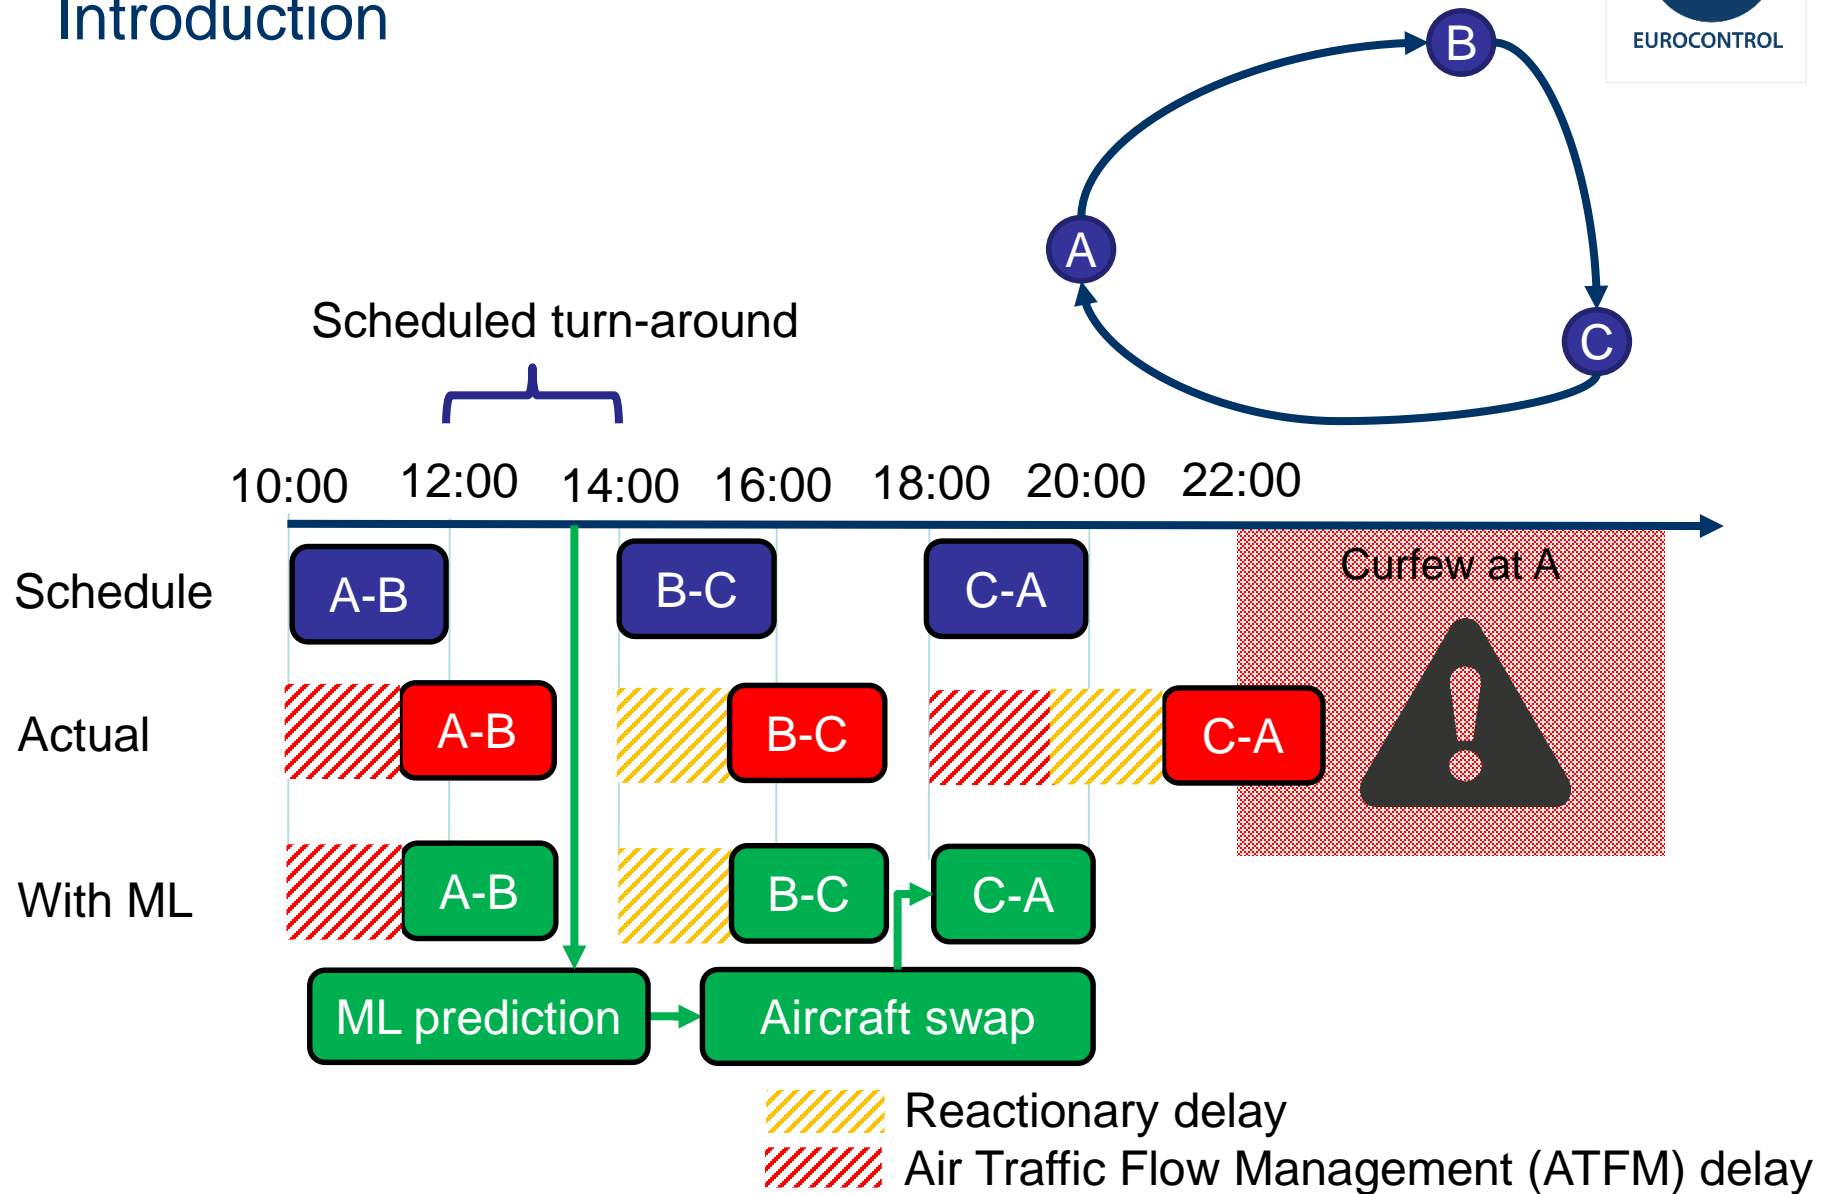 Introduction
EUROCONTROL
B
A
C
Scheduled turn-around
10:00 12:00 14:00 16:00 18:00 20:00 22:00
Schedule A-B B-C C-A Curfew at A
Actual A-B B-C C-A
With ML A-B B-C C-A
ML prediction Aircraft swap
Reactionary delay
Air Traffic Flow Management (ATFM) delay